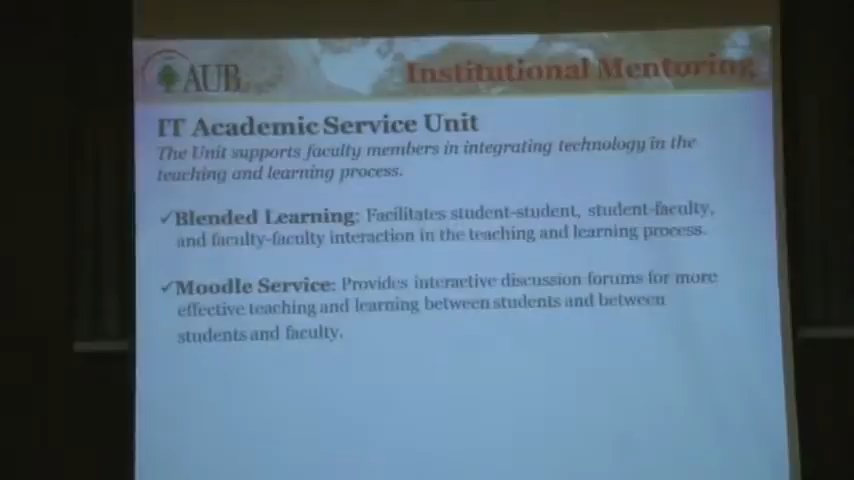 AUB
Institutional Mentoring
IT Academic Service Unit
The Unit supports faculty members in integrating technology in the
teaching and learning process.
✓Blended Learning: Facilitates student-student, student-faculty,
and faculty-faculty interaction in the teaching and learning process.
✓Moodle Service: Provides interactive discussion forums for more
effective teaching and learning between students and between
students and faculty.